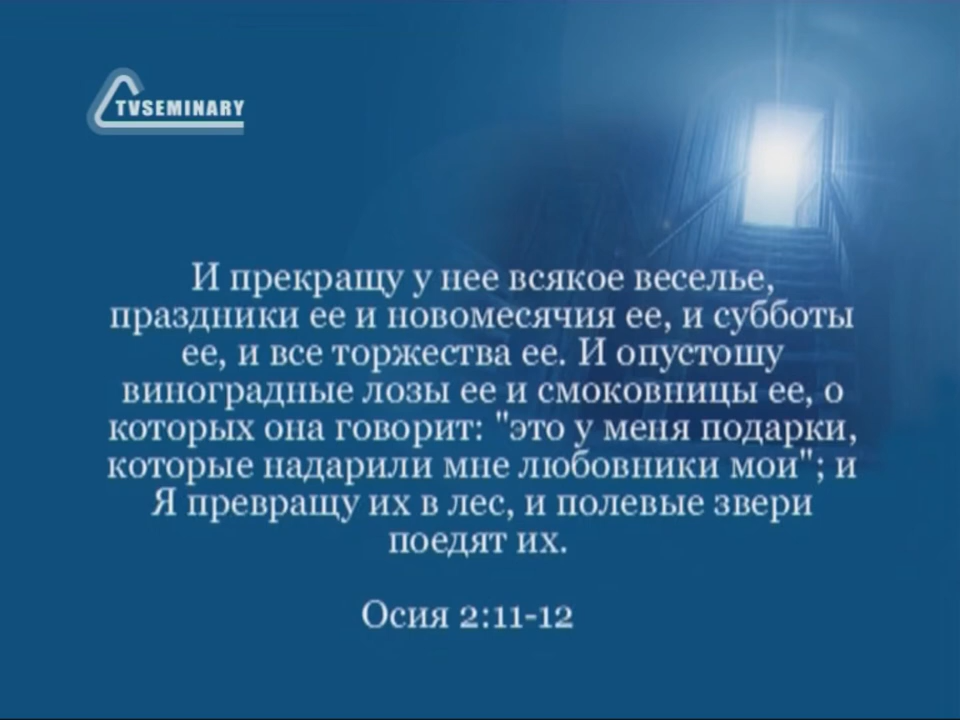 TVSEMINARY
И прекращу у нее всякое веселье,
праздники ее и новомесячия ее, и субботы
ее, и все торжества ее. И опустошу
виноградные лозы ее и смоковницы ее, о
которых она говорит: "это у меня подарки,
которые надарили мне любовники мои"; и
Я превращу их в лес, и полевые звери
поедят их.
Осия 2:11-12